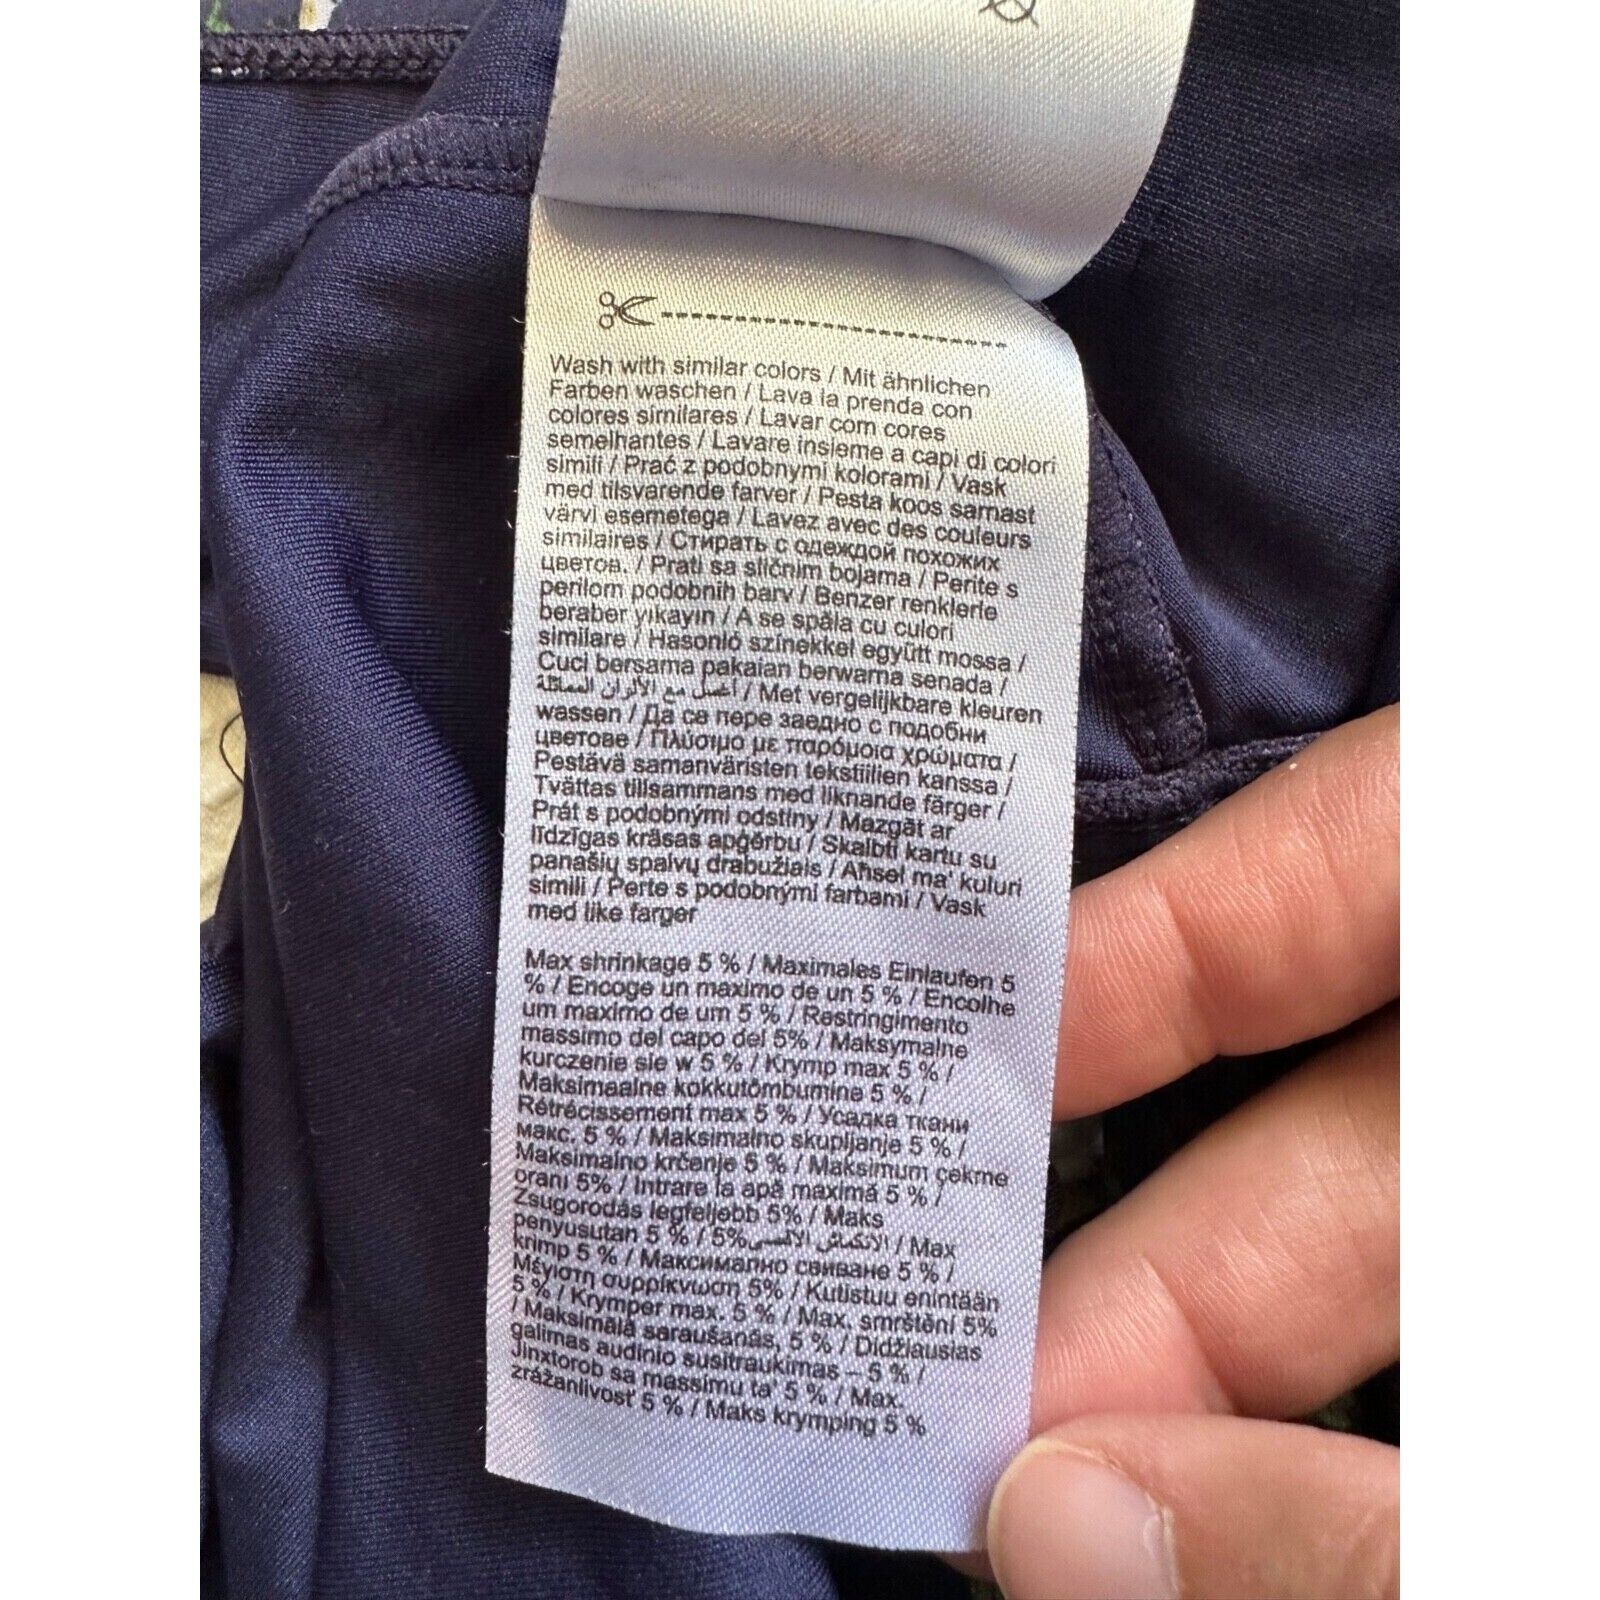 Wash with similar colors / Mit ähnlichen
Farben waschen / Lava la prenda con
colores similares / Lavar com cores
semelhantes / Lavare insieme a capi di colori
simili / Prać z podobnymi kolorami / Vask
med tilsvarende farver / Pesta koos samast
värvi esemetega / Lavez avec des couleurs
similaires / Стирать с одеждой похожих
цветов. / Prati sa sličnim bojama / Perite s
perilom podobnih barv / Benzer renklerle
beraber yıkayın / A se spăla cu culori
similare / Hasonló színekkel együtt mossa /
Cuci bersama pakaian berwarna senada /
اغسل مع الألوان المماثلة / Met vergelijkbare kleuren
wassen / Да се пере заедно с подобни
цветове / Πλύσιμο με παρόμοια χρώματα /
Pestävä samanväristen tekstiilien kanssa /
Tvättas tillsammans med liknande färger /
Prát s podobnými odstíny / Mazgāt ar
līdzīgas krāsas apģērbu / Skalbti kartu su
panašių spalvų drabužiais / Aħsel ma' kuluri
simili / Perte s podobnými farbami / Vask
med like farger
Max shrinkage 5 % / Maximales Einlaufen 5
% / Encoge un maximo de un 5 % / Encolhe
um maximo de um 5 % / Restringimento
massimo del capo del 5% / Maksymalne
kurczenie sie w 5 % / Krymp max 5 % /
Maksimaalne kokkutõmbumine 5 % /
Rétrécissement max 5 % / Усадка ткани
макс. 5 % / Maksimalno skupljanje 5 % /
Maksimalno krčenje 5 % / Maksimum çekme
oranı 5% / Intrare la apă maximă 5 % /
Zsugorodás legfeljebb 5% / Maks
penyusutan 5 % / 5% الانكماش الأقصى / Max
krimp 5 % / Максимално свиване 5 % /
Μέγιστη συρρίκνωση 5% / Kutistuu enintään
5 % / Krymper max. 5 % / Max. smrštění 5%
/ Maksimālā saraušanās, 5 % / Didžiausias
galimas audinio susitraukimas – 5 % /
Jinxtorob sa massimu ta' 5 % / Max.
zrážanlivosť 5 % / Maks krymping 5 %